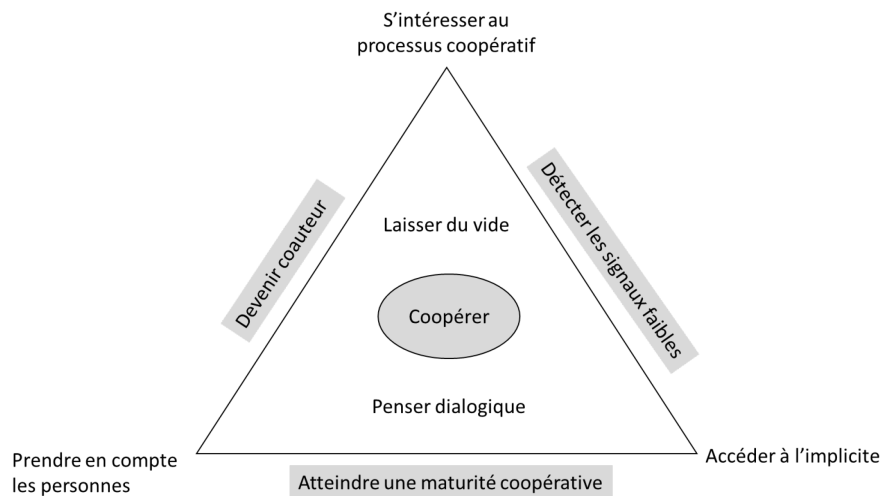 S’intéresser au
processus coopératif
Devenir coauteur
Détecter les signaux faibles
Laisser du vide
Coopérer
Penser dialogique
Prendre en compte
les personnes
Accéder à l’implicite
Atteindre une maturité coopérative